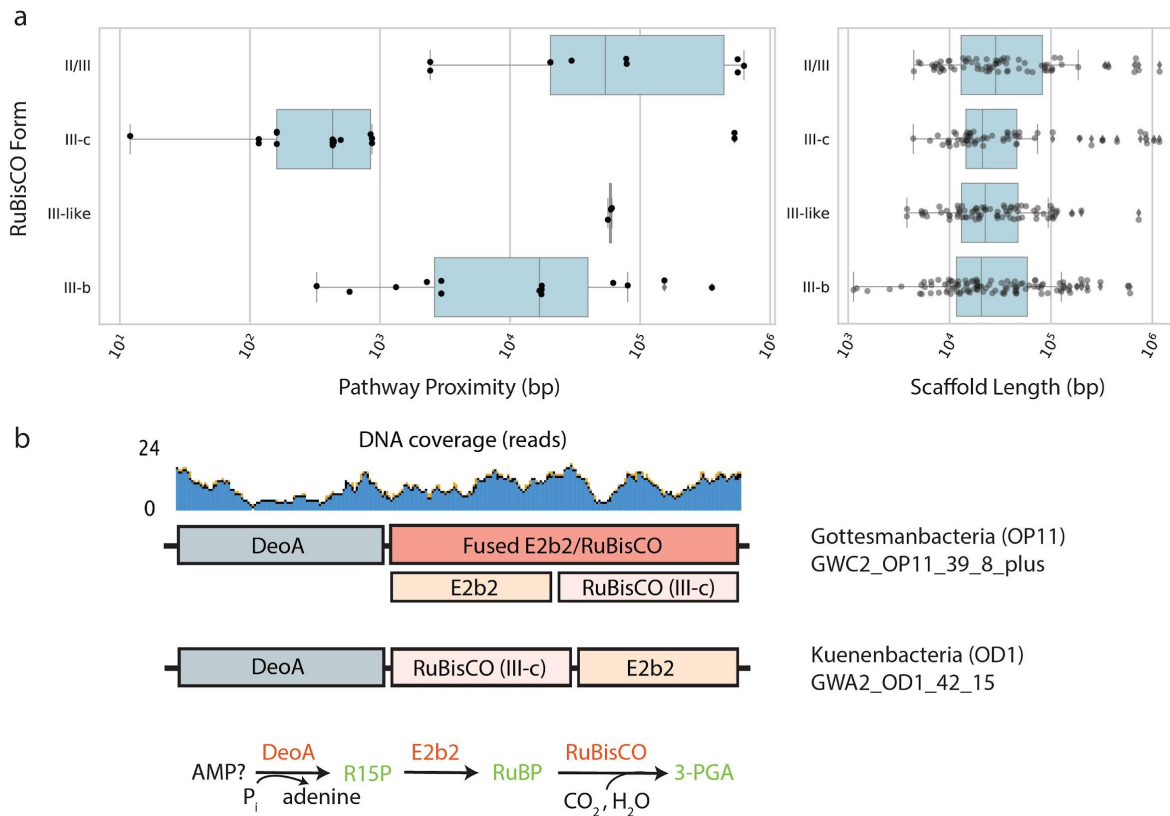 a
RuBisCO Form
II/III
III-c
III-like
III-b
10¹ 10² 10³ 10⁴ 10⁵ 10⁶
Pathway Proximity (bp)
II/III
III-c
III-like
III-b
10³ 10⁴ 10⁵ 10⁶
Scaffold Length (bp)
b
DNA coverage (reads)
24
0
DeoA Fused E2b2/RuBisCO
E2b2 RuBisCO (III-c)
Gottesmanbacteria (OP11)
GWC2_OP11_39_8_plus
DeoA RuBisCO (III-c) E2b2
Kuenenbacteria (OD1)
GWA2_OD1_42_15
DeoA E2b2 RuBisCO
AMP? R15P RuBP 3-PGA
Pᵢ adenine CO₂, H₂O